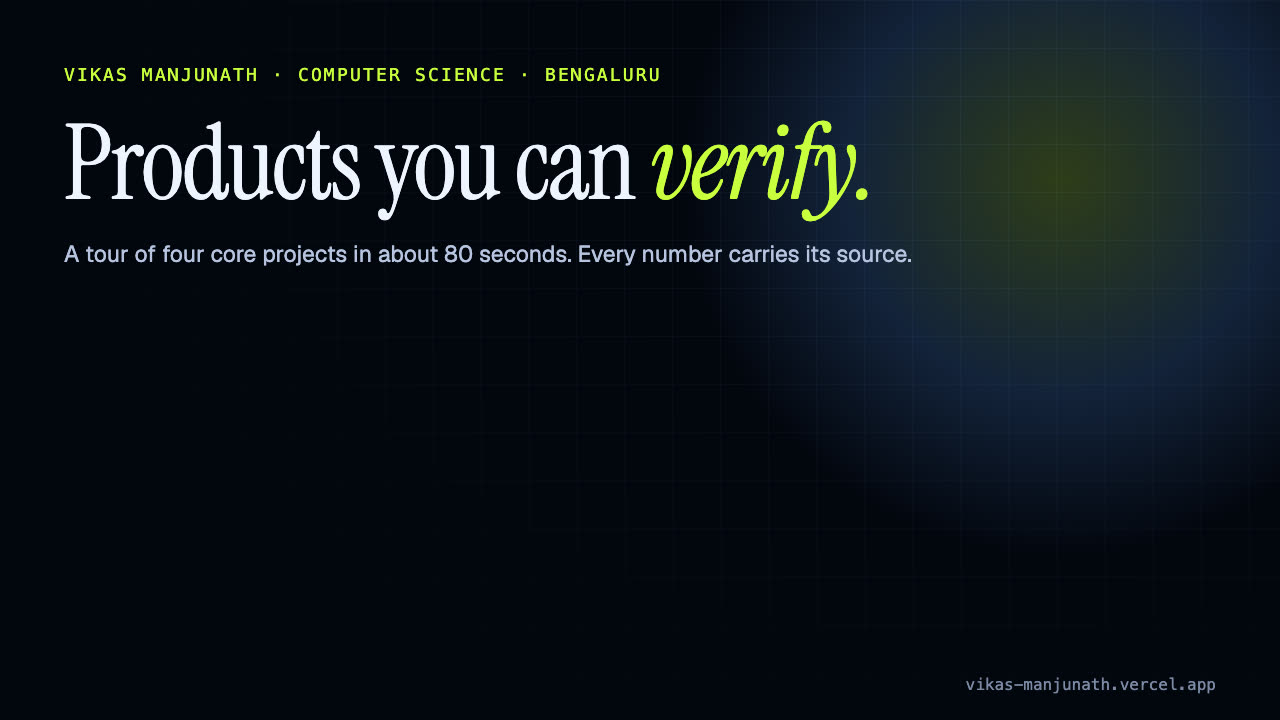 VIKAS MANJUNATH · COMPUTER SCIENCE · BENGALURU
Products you can verify.
A tour of four core projects in about 80 seconds. Every number carries its source.
vikas-manjunath.vercel.app